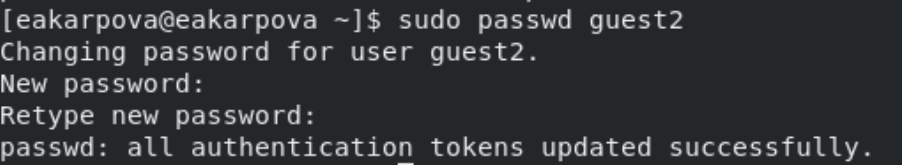 [eakarpova@eakarpova ~]$ sudo passwd guest2
Changing password for user guest2.
New password:
Retype new password:
passwd: all authentication tokens updated successfully.